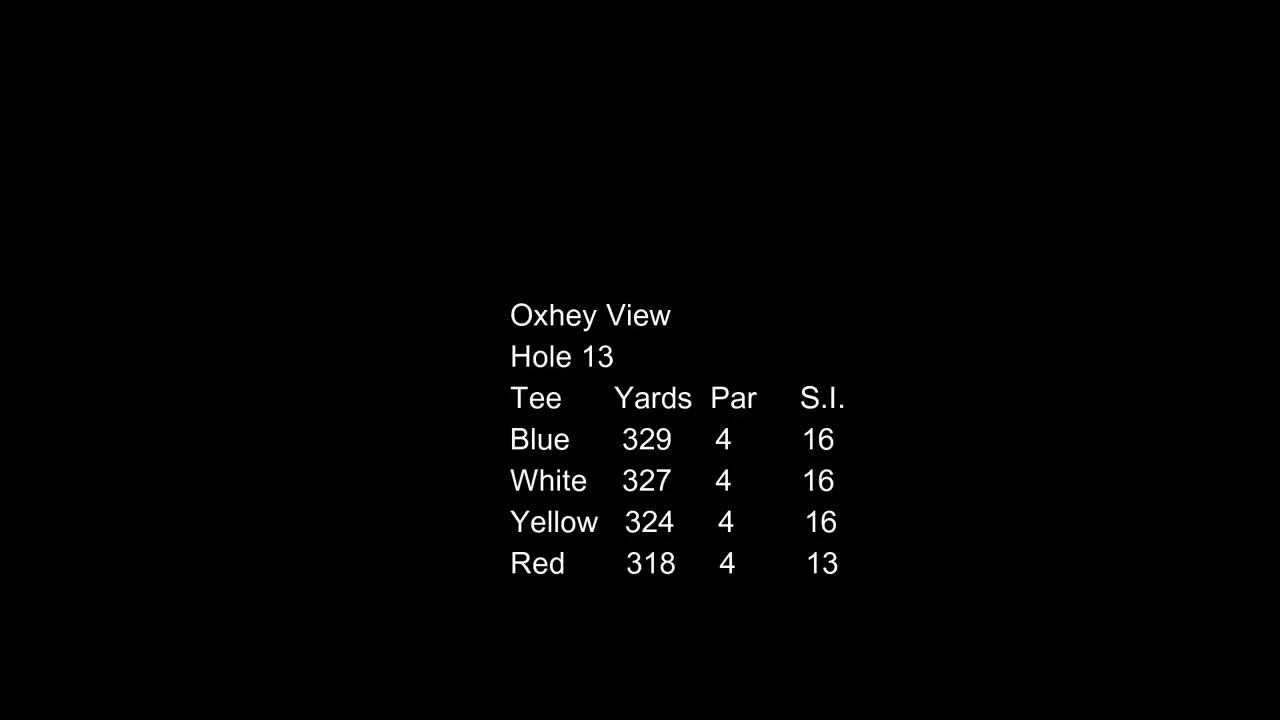 Oxhey View
Hole 13
Tee Yards Par S.I.
Blue 329 4 16
White 327 4 16
Yellow 324 4 16
Red 318 4 13